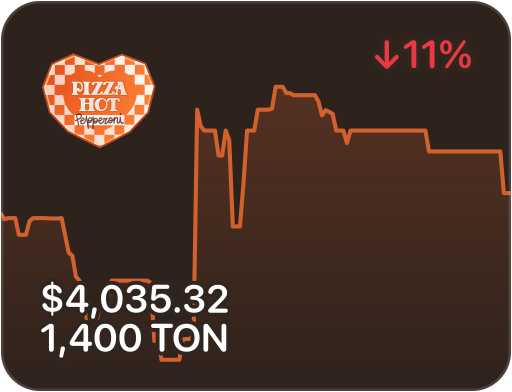 ↓11%
PIZZA
HOT
Pepperoni
$4,035.32
1,400 TON